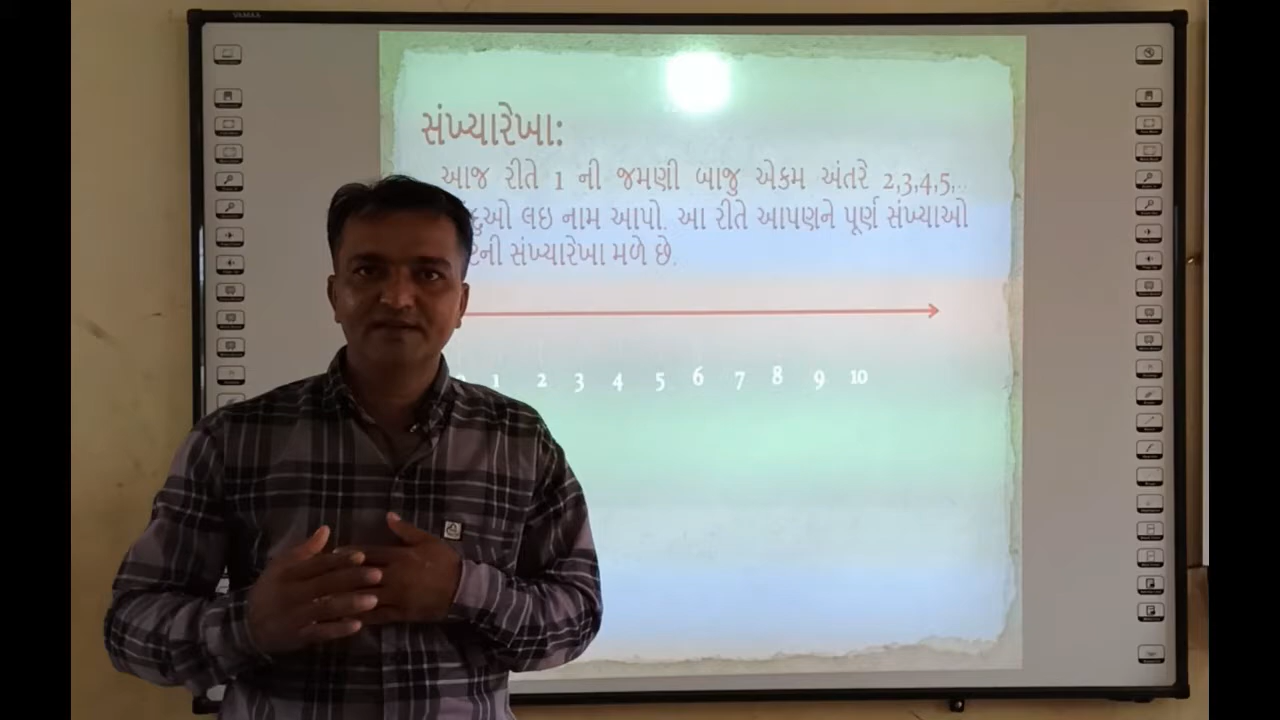 VAMAA
સંખ્યારેખા:
આજ રીતે 1 ની જમણી બાજુ એકમ અંતરે 2,3,4,5,..
લઇ નામ આપો. આ રીતે આપણને પૂર્ણ સંખ્યાઓ
સંખ્યારેખા મળે છે.
1 2 3 4 5 6 7 8 9 10